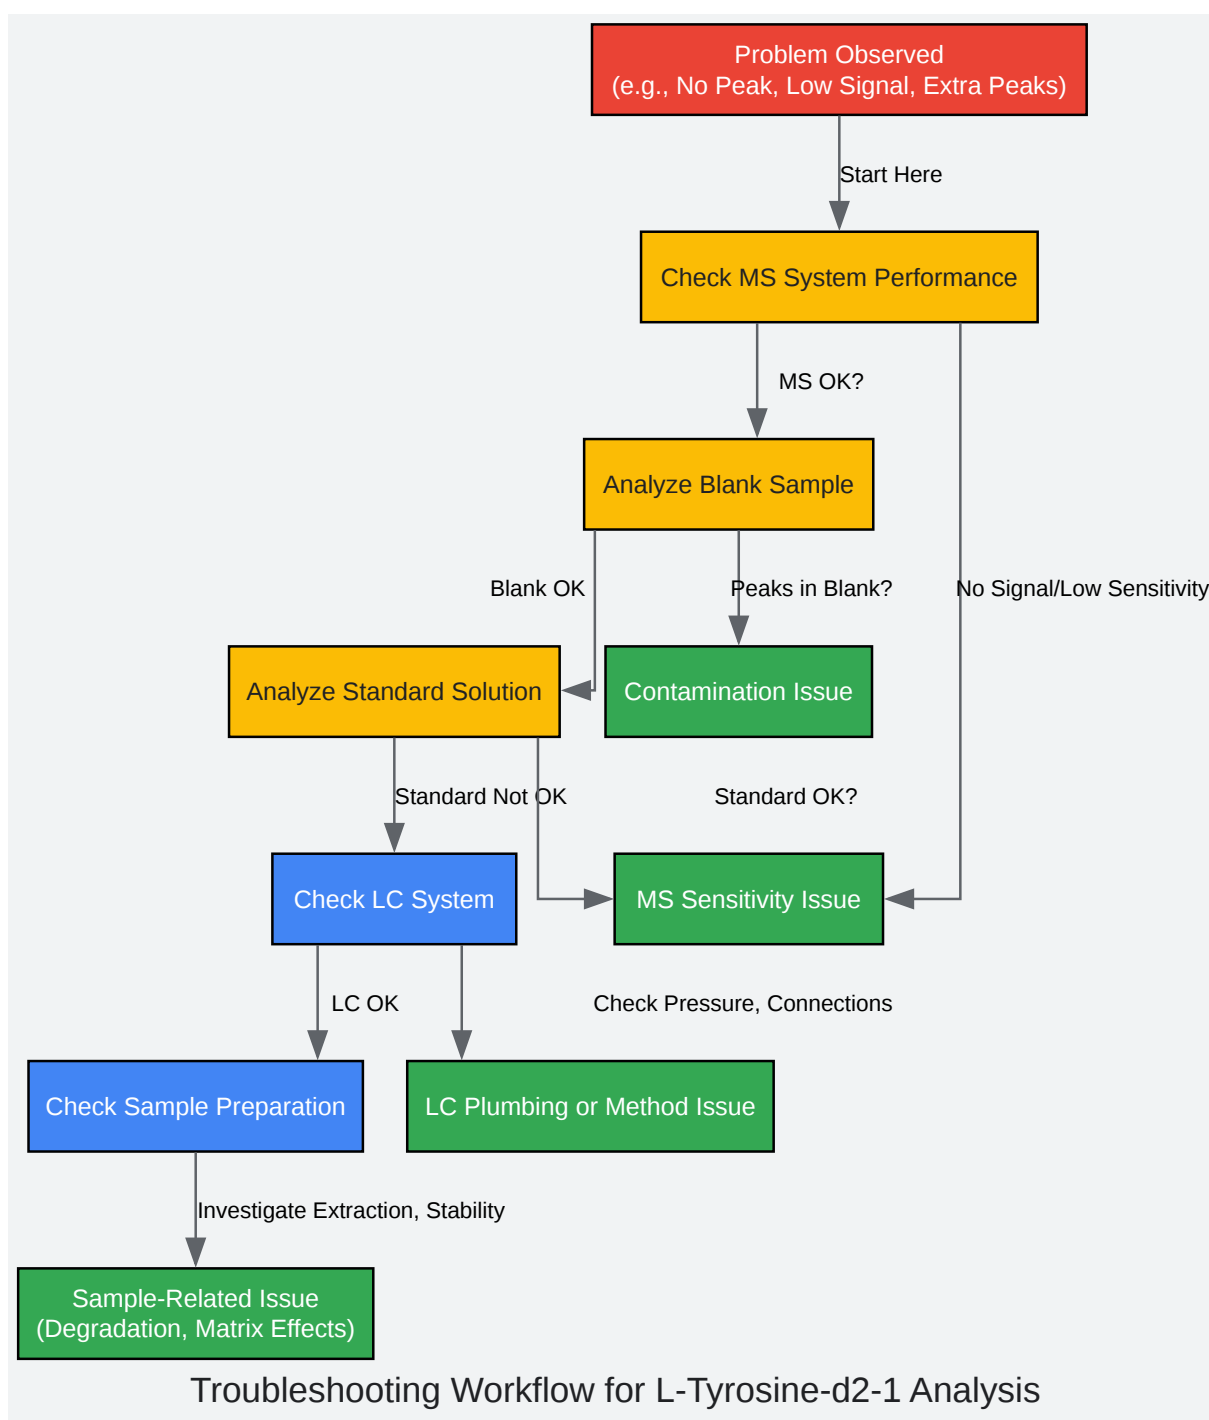 Problem Observed
(e.g., No Peak, Low Signal, Extra Peaks)
Start Here
Check MS System Performance
MS OK?
Analyze Blank Sample
Blank OK
Peaks in Blank?
No Signal/Low Sensitivity
Analyze Standard Solution
Contamination Issue
Standard Not OK
Standard OK?
Check LC System
MS Sensitivity Issue
LC OK
Check Pressure, Connections
Check Sample Preparation
LC Plumbing or Method Issue
Investigate Extraction, Stability
Sample-Related Issue
(Degradation, Matrix Effects)
Troubleshooting Workflow for L-Tyrosine-d2-1 Analysis